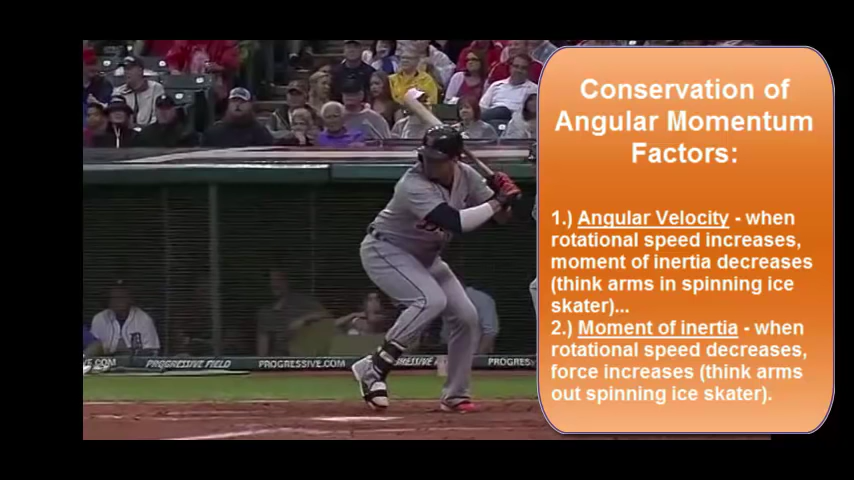 Conservation of
Angular Momentum
Factors:
1.) Angular Velocity - when
rotational speed increases,
moment of inertia decreases
(think arms in spinning ice
skater)...
2.) Moment of inertia - when
rotational speed decreases,
force increases (think arms
out spinning ice skater).
PROGRESSIVE FIELD
PROGRESSIVE.COM
PROGRESS